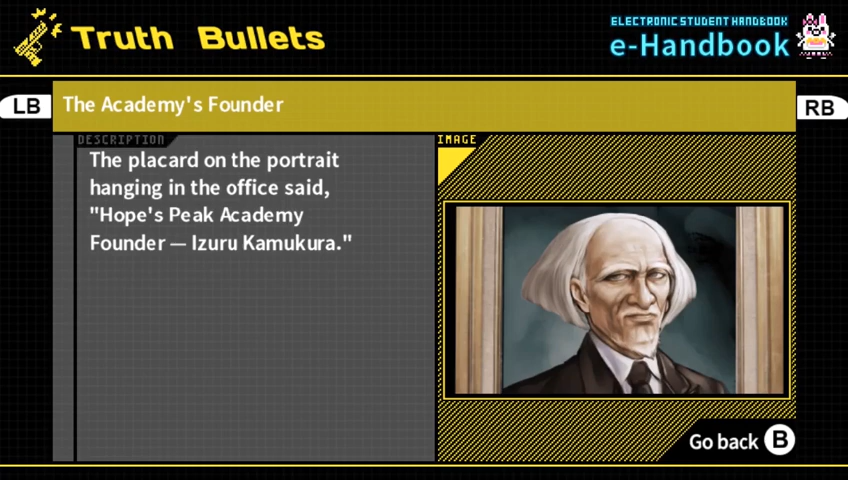 Truth Bullets
ELECTRONIC STUDENT HANDBOOK
e-Handbook
LB
The Academy's Founder
RB
DESCRIPTION
The placard on the portrait
hanging in the office said,
"Hope's Peak Academy
Founder — Izuru Kamukura."
IMAGE
Go back B